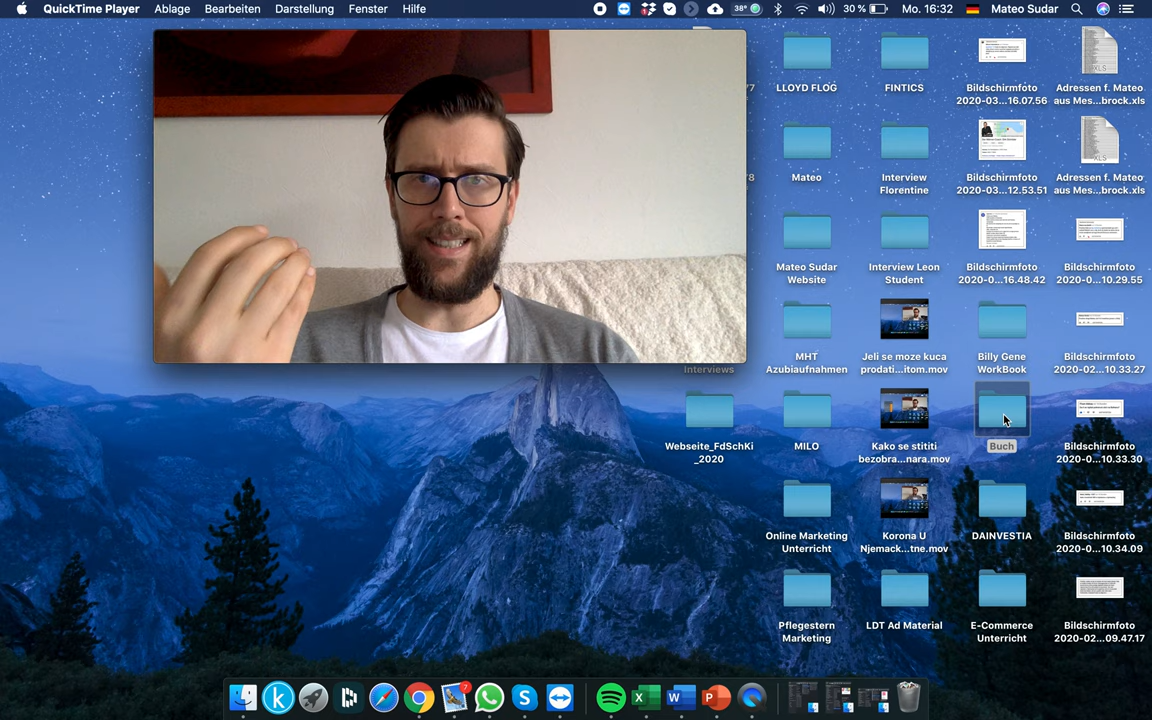 QuickTime Player Ablage Bearbeiten Darstellung Fenster Hilfe 38° 30 % Mo. 16:32 Mateo Sudar
LLOYD FLOG
FINTICS
Bildschirmfoto
2020-03...16.07.56
Adressen f. Mateo
aus Mes...brock.xls
Mateo
Interview
Florentine
Bildschirmfoto
2020-03...12.53.51
Adressen f. Mateo
aus Mes...brock.xls
Mateo Sudar
Website
Interview Leon
Student
Bildschirmfoto
2020-0...16.48.42
Bildschirmfoto
2020-0...10.29.55
Interviews
MHT
Azubiaufnahmen
Jeli se moze kuca
prodati...itom.mov
Billy Gene
WorkBook
Bildschirmfoto
2020-02...10.33.27
Webseite_FdSchKi
_2020
MILO
Kako se stititi
bezobra...nara.mov
Buch
Bildschirmfoto
2020-0...10.33.30
Online Marketing
Unterricht
Korona U
Njemack...tne.mov
DAINVESTIA
Bildschirmfoto
2020-0...10.34.09
Pflegestern
Marketing
LDT Ad Material
E-Commerce
Unterricht
Bildschirmfoto
2020-02...09.47.17
XLS
XLS
7